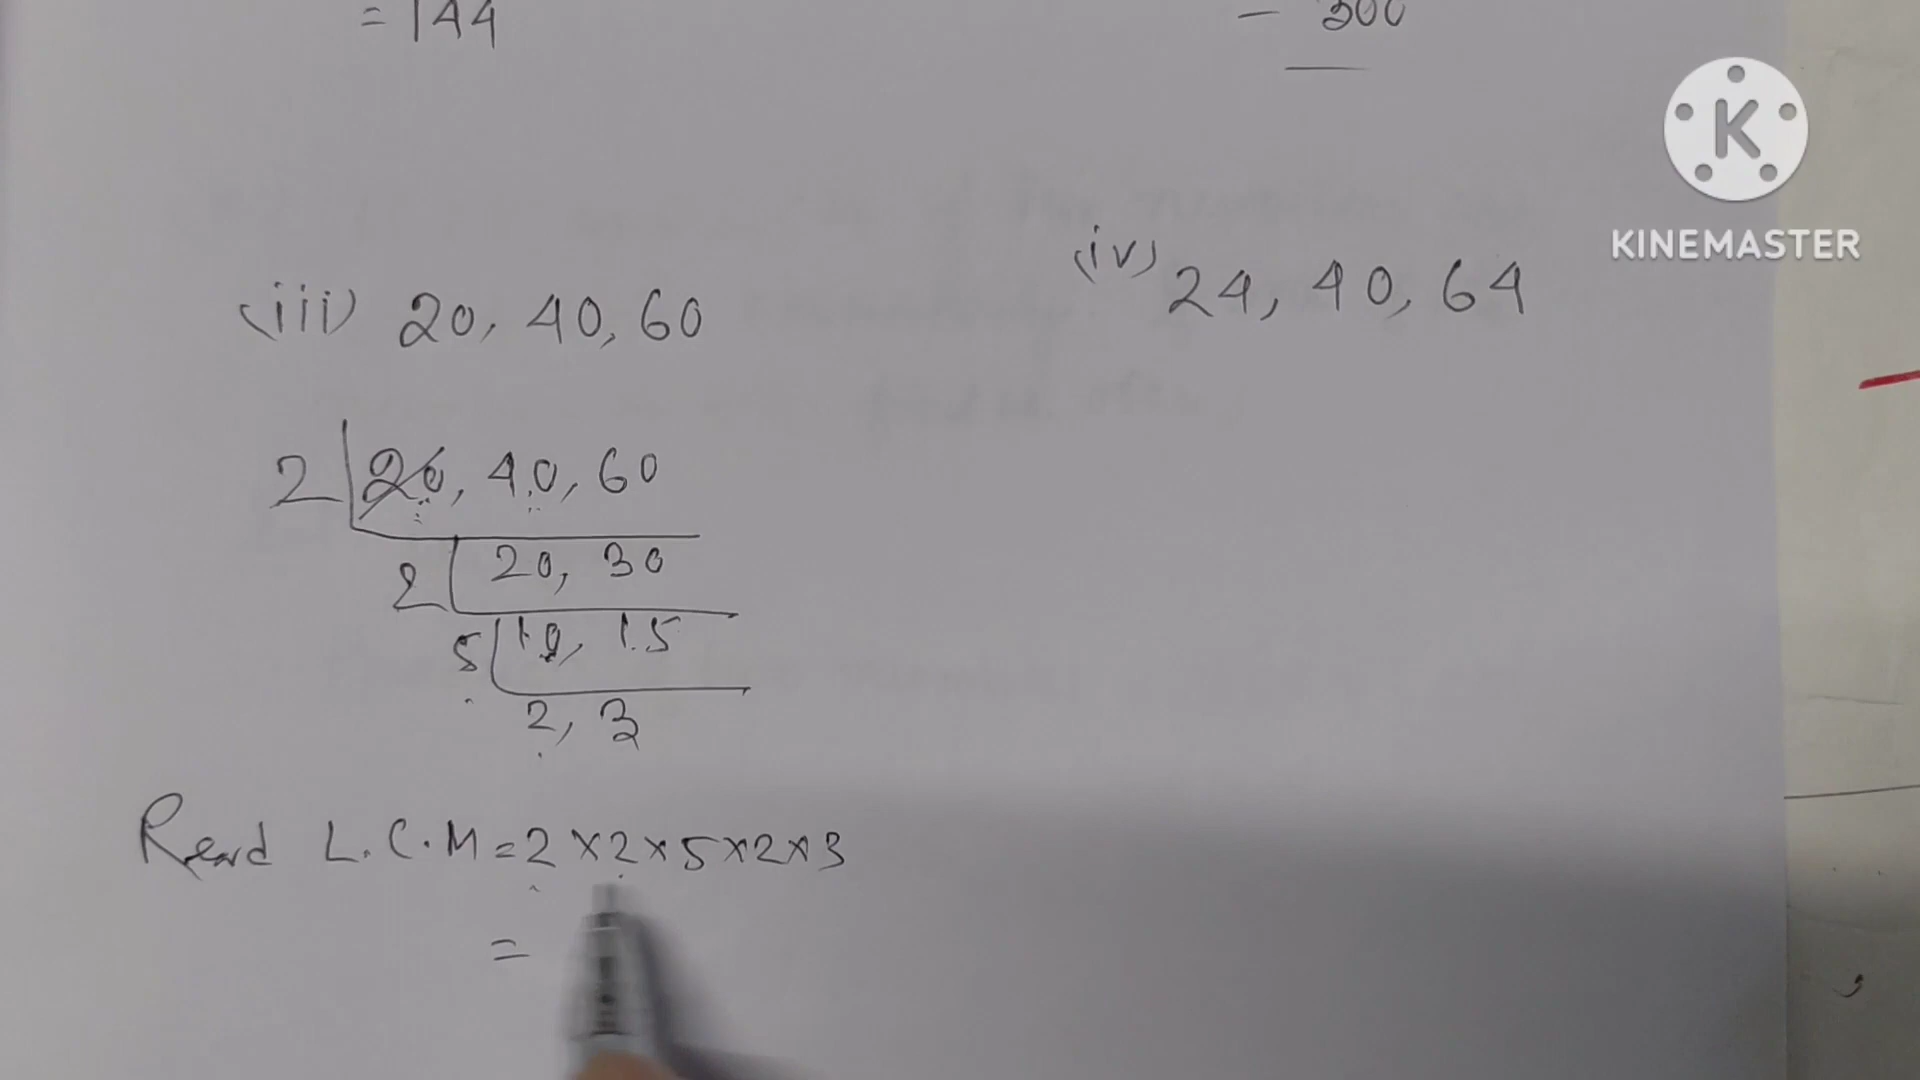 = 144
= 300
KINEMASTER
(iii) 20, 40, 60
(iv) 24, 40, 64
2 20, 40, 60
2 20, 30
5 10, 15
2, 3
L.C.M = 2 × 2 × 5 × 2 × 3
=